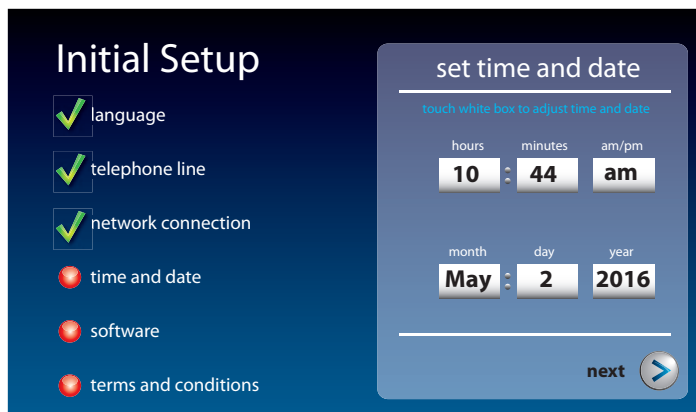 Initial Setup
language
telephone line
network connection
time and date
software
terms and conditions
set time and date
touch white box to adjust time and date
hours minutes am/pm
10 : 44 am
month day year
May : 2 2016
next